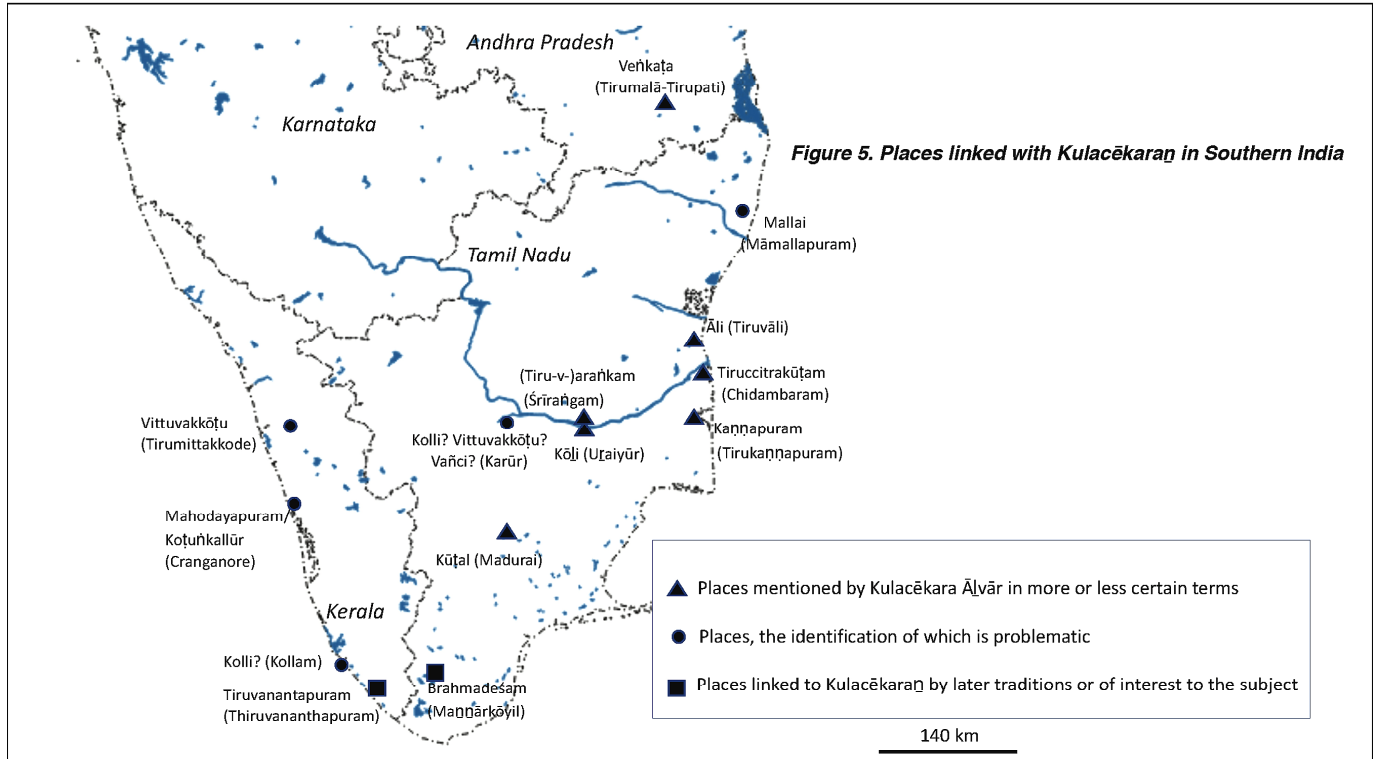 Andhra Pradesh
Veṅkaṭa
(Tirumalā-Tirupati)
Karnataka
Figure 5. Places linked with Kulacēkaraṉ in Southern India
Mallai
(Māmallapuram)
Tamil Nadu
Āli (Tiruvāli)
(Tiru-v-)araṅkam
(Śrīraṅgam)
Tiruccitrakūṭam
(Chidambaram)
Vittuvakkōṭu
(Tirumittakkode)
Kolli? Vittuvakkōṭu?
Vañci? (Karūr)
Kōḻi (Uṟaiyūr)
Kaṇṇapuram
(Tirukaṇṇapuram)
Mahodayapuram/
Koṭuṅkallūr
(Cranganore)
Kūṭal (Madurai)
Kerala
Kolli? (Kollam)
Tiruvanantapuram
(Thiruvananthapuram)
Brahmadeśam
(Maṉṉārkōyil)
Places mentioned by Kulacēkara Āḻvār in more or less certain terms
Places, the identification of which is problematic
Places linked to Kulacēkaraṉ by later traditions or of interest to the subject
140 km